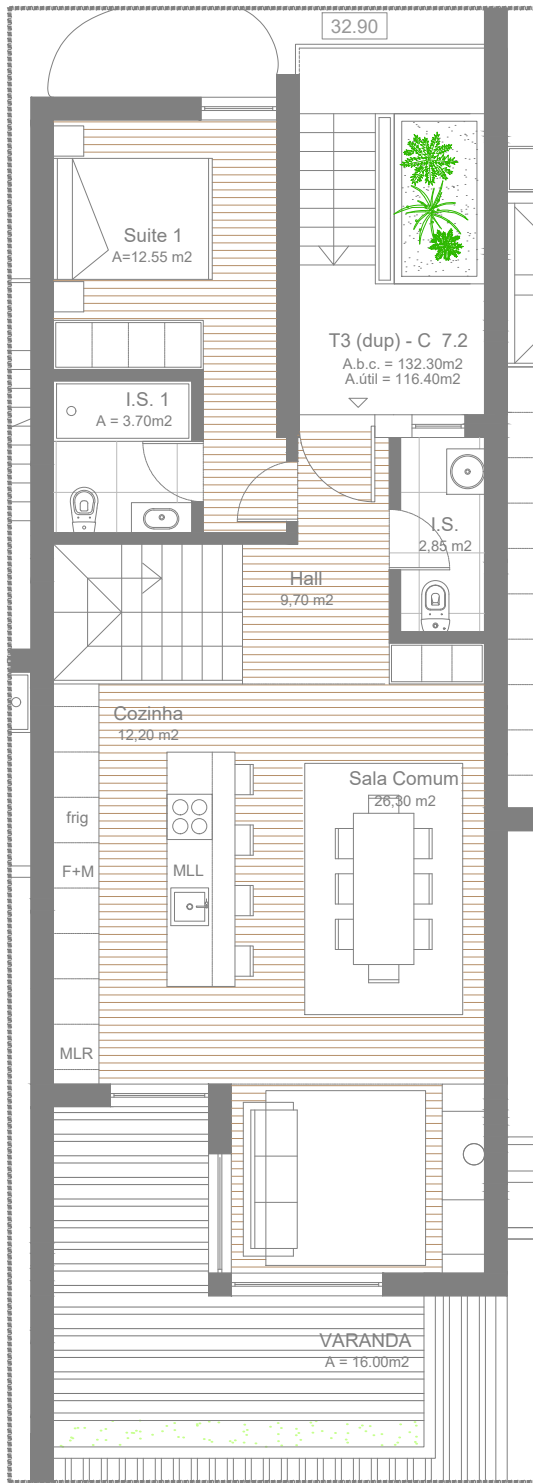 32.90
Suite 1
A=12.55 m2
T3 (dup) - C 7.2
A.b.c. = 132.30m2
A.útil = 116.40m2
I.S. 1
A = 3.70m2
I.S.
2,85 m2
Hall
9,70 m2
Cozinha
12,20 m2
Sala Comum
26,30 m2
frig
F+M
MLL
MLR
VARANDA
A = 16.00m2